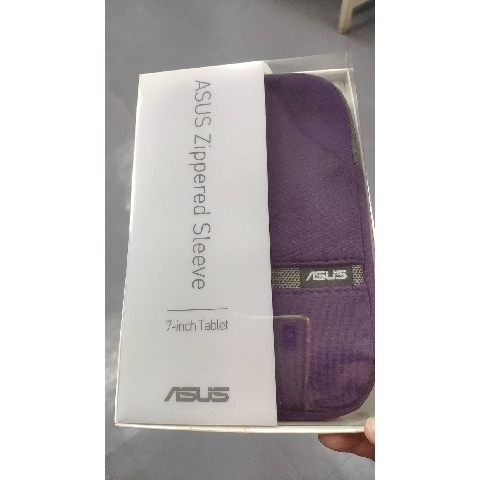 ASUS Zippered Sleeve
7-inch Tablet
ASUS
ASUS